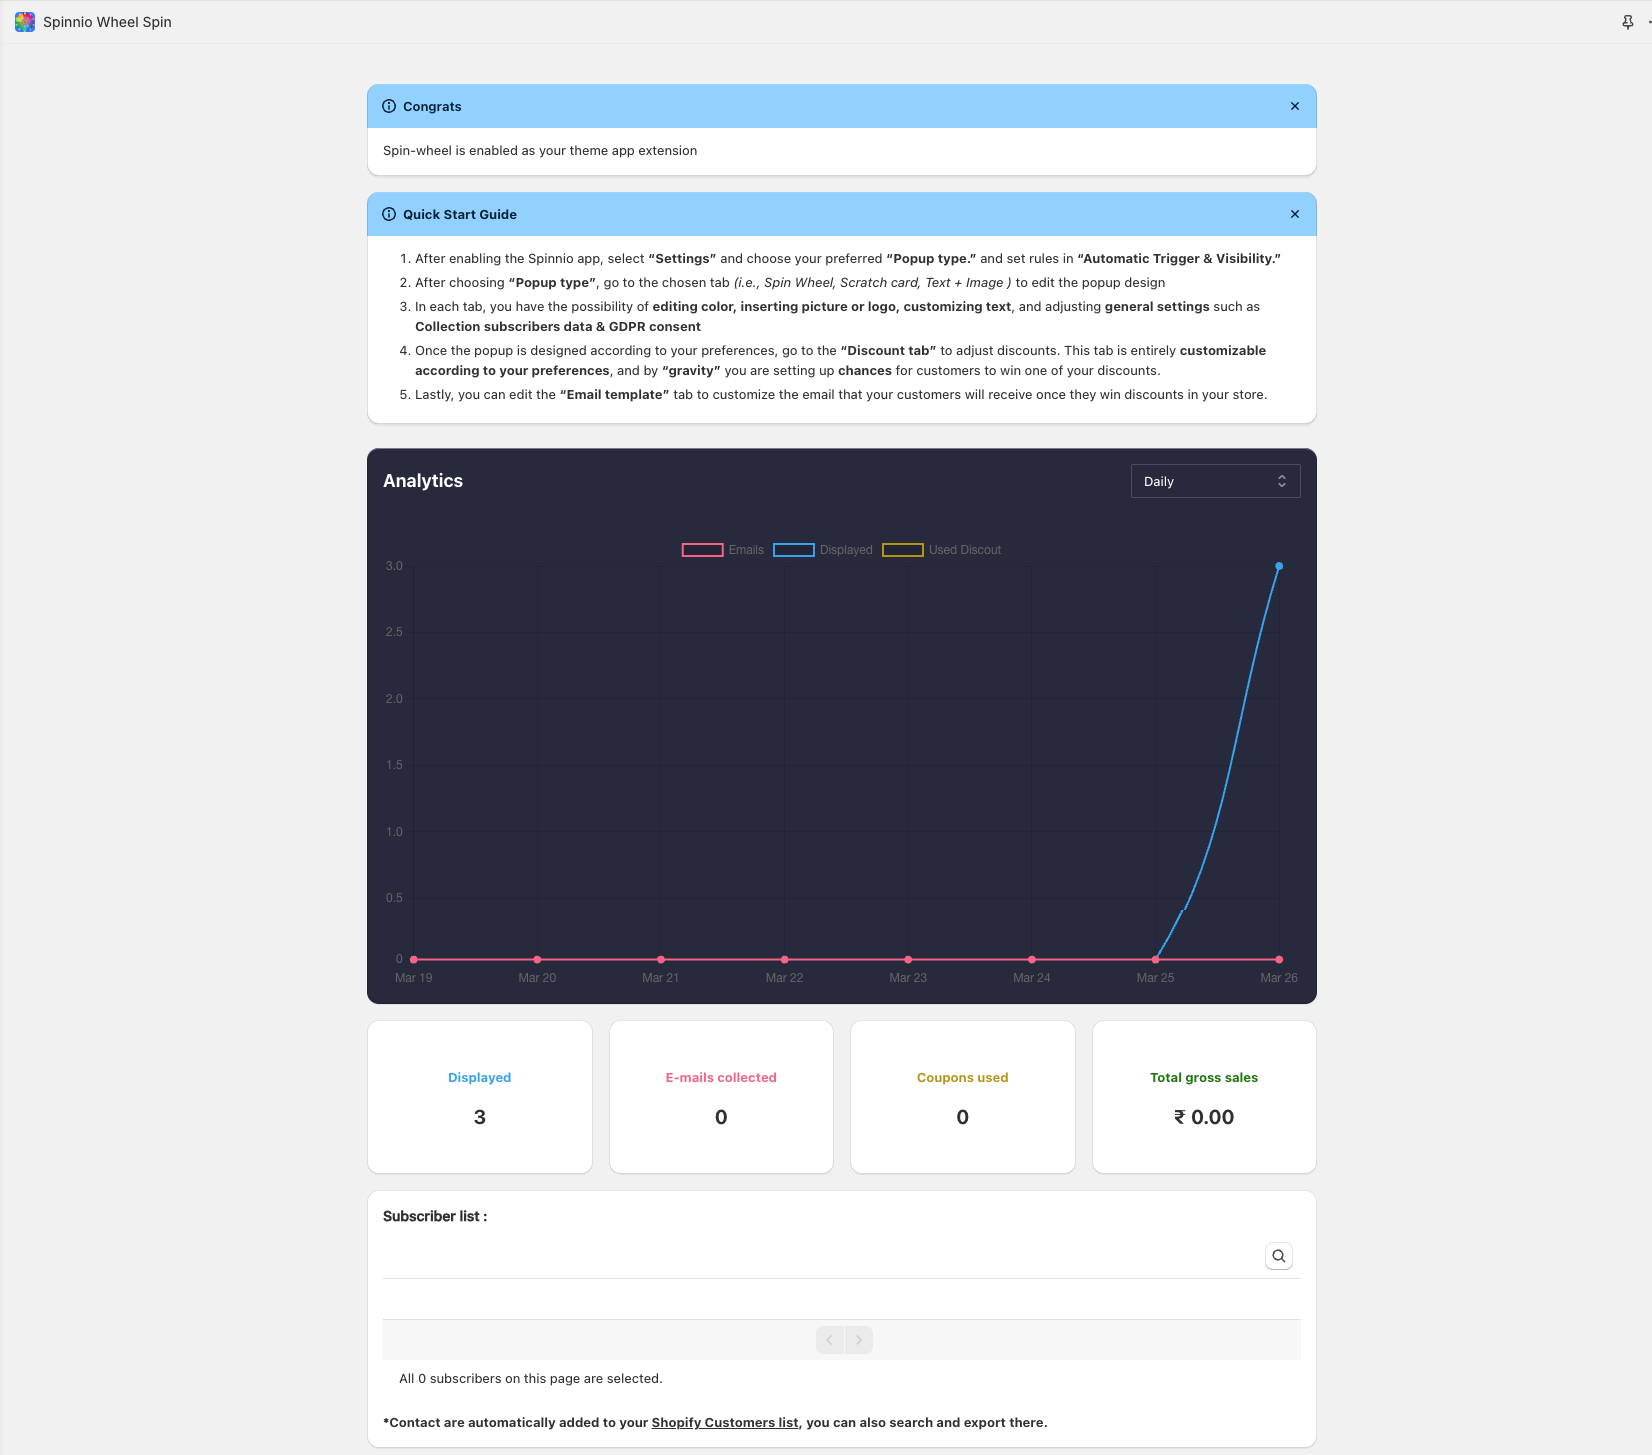 Spinnio Wheel Spin
Congrats
Spin-wheel is enabled as your theme app extension
Quick Start Guide
1. After enabling the Spinnio app, select “Settings” and choose your preferred “Popup type.” and set rules in “Automatic Trigger & Visibility.”
2. After choosing “Popup type”, go to the chosen tab (i.e., Spin Wheel, Scratch card, Text + Image ) to edit the popup design
3. In each tab, you have the possibility of editing color, inserting picture or logo, customizing text, and adjusting general settings such as
Collection subscribers data & GDPR consent
4. Once the popup is designed according to your preferences, go to the “Discount tab” to adjust discounts. This tab is entirely customizable
according to your preferences, and by “gravity” you are setting up chances for customers to win one of your discounts.
5. Lastly, you can edit the “Email template” tab to customize the email that your customers will receive once they win discounts in your store.
Analytics
Daily
Emails Displayed Used Discout
3.0
2.5
2.0
1.5
1.0
0.5
0
Mar 19 Mar 20 Mar 21 Mar 22 Mar 23 Mar 24 Mar 25 Mar 26
Displayed
3
E-mails collected
0
Coupons used
0
Total gross sales
₹ 0.00
Subscriber list :
All 0 subscribers on this page are selected.
*Contact are automatically added to your Shopify Customers list, you can also search and export there.